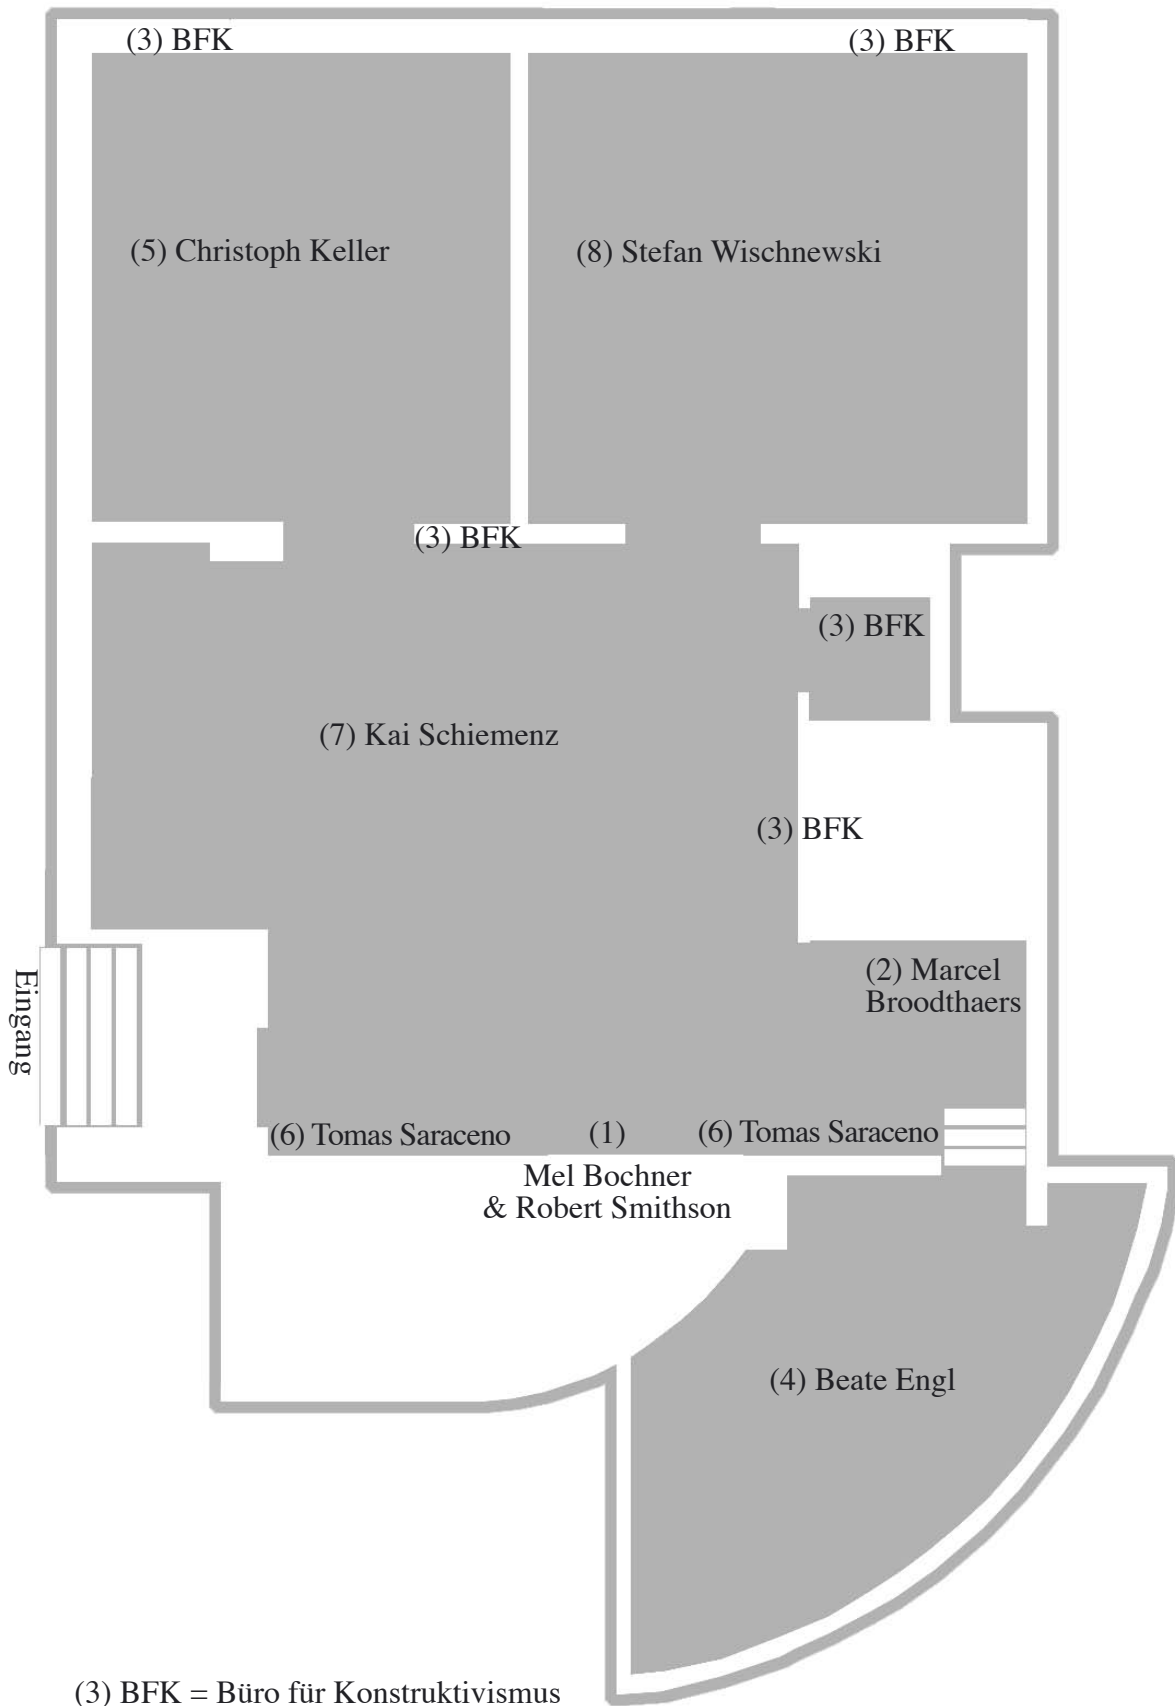 (3) BFK
(3) BFK
(5) Christoph Keller
(8) Stefan Wischnewski
(3) BFK
(3) BFK
(7) Kai Schiemenz
(3) BFK
(2) Marcel
Broodthaers
Eingang
(6) Tomas Saraceno
(1)
(6) Tomas Saraceno
Mel Bochner
& Robert Smithson
(4) Beate Engl
(3) BFK = Büro für Konstruktivismus